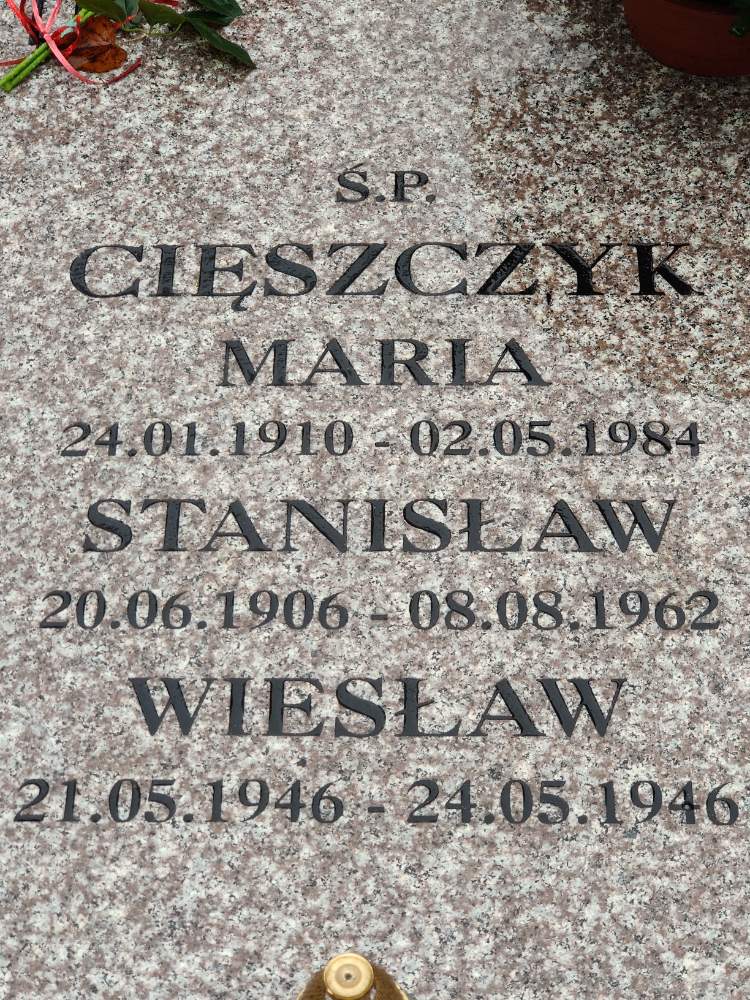 Ś.P.
CIĘSZCZYK
MARIA
24.01.1910 - 02.05.1984
STANISŁAW
20.06.1906 - 08.08.1962
WIESŁAW
21.05.1946 - 24.05.1946